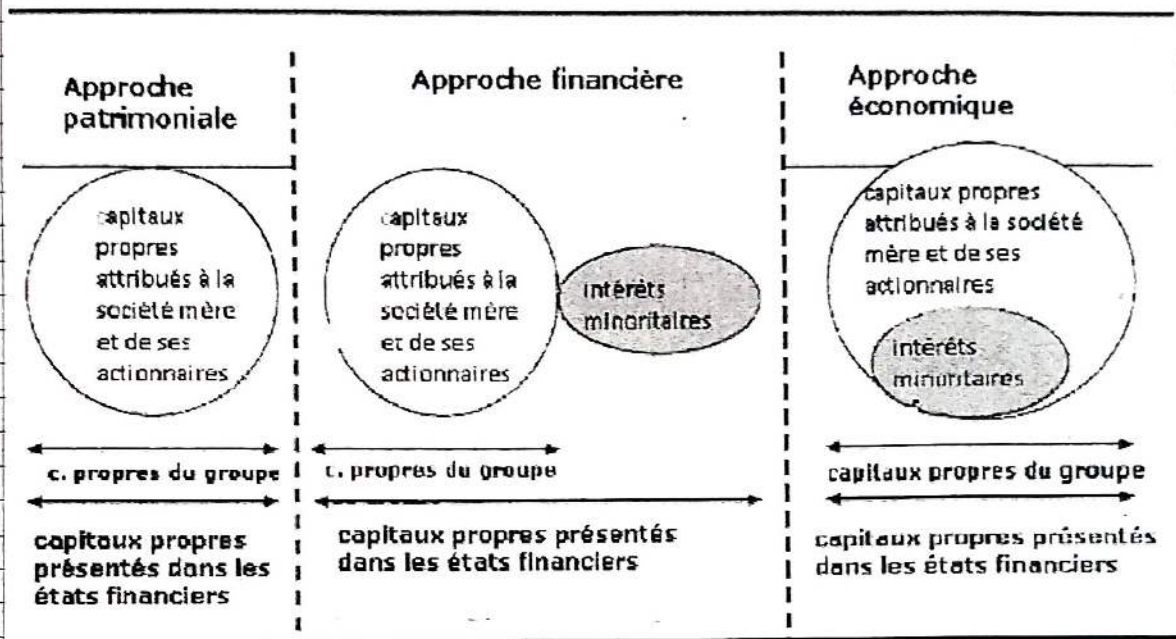 Approche
patrimoniale
capitaux
propres
attribués à la
société mère
et de ses
actionnaires
c. propres du groupe
capitaux propres
présentés dans les
états financiers
Approche financière
capitaux
propres
attribués à la
société mère
et de ses
actionnaires
intérêts
minoritaires
c. propres du groupe
capitaux propres présentés
dans les états financiers
Approche
économique
capitaux propres
attribués à la société
mère et de ses
actionnaires
intérêts
minoritaires
capitaux propres du groupe
capitaux propres présentés
dans les états financiers